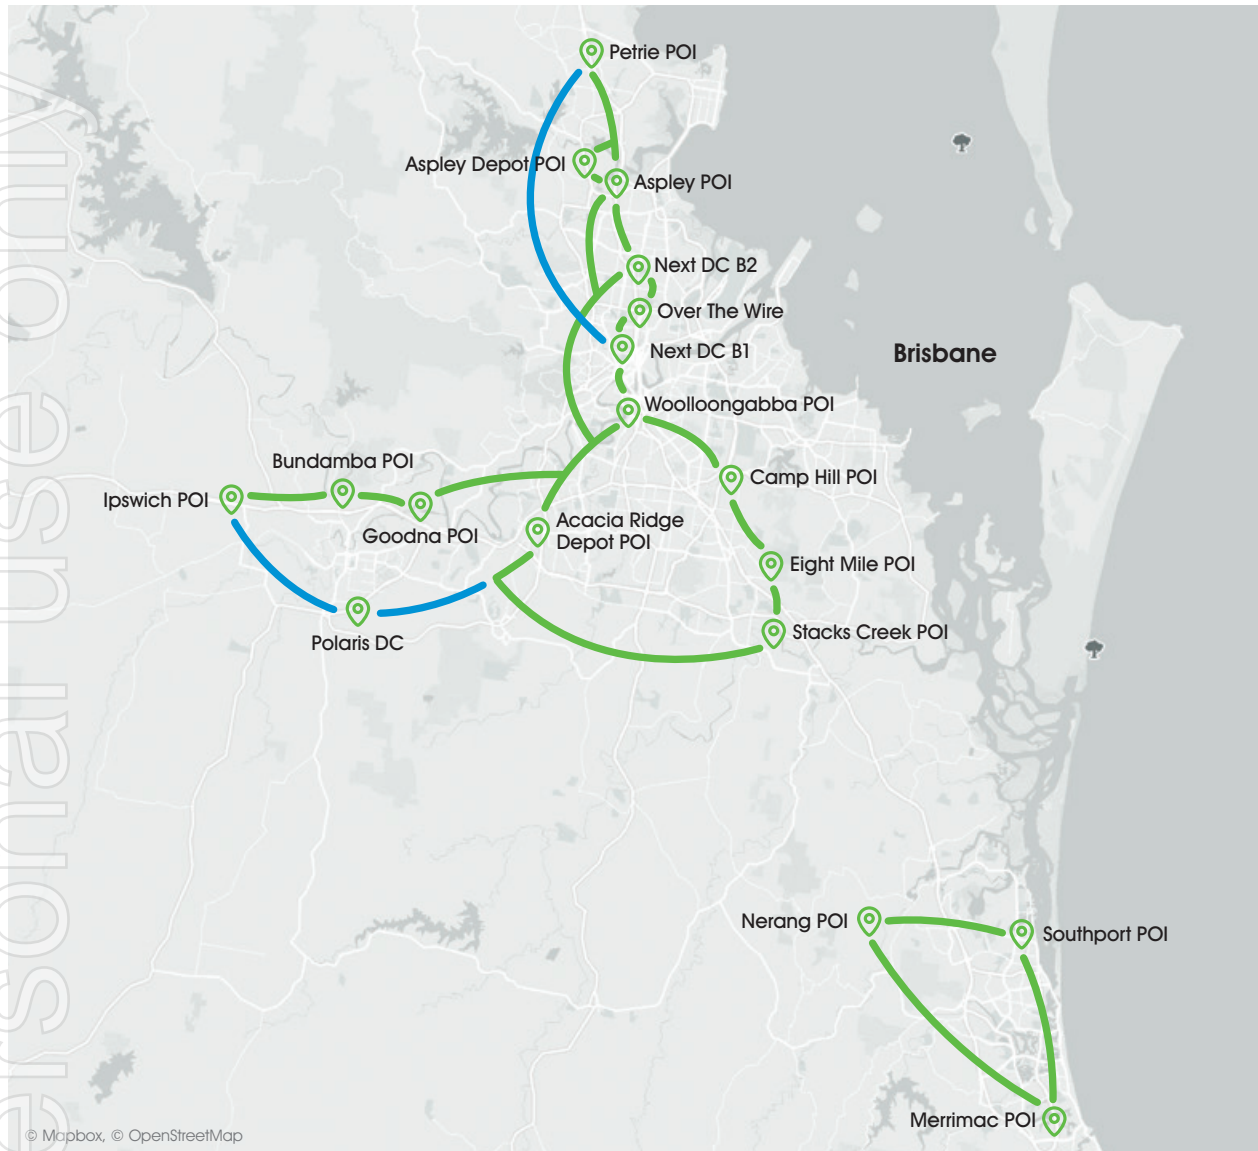 Petrie POI
Aspley Depot POI
Aspley POI
Next DC B2
Over The Wire
Next DC B1
Brisbane
Woolloongabba POI
Bundamba POI
Camp Hill POI
Ipswich POI
Goodna POI
Acacia Ridge
Depot POI
Eight Mile POI
Polaris DC
Stacks Creek POI
Nerang POI
Southport POI
Merrimac POI
© Mapbox, © OpenStreetMap
ersonal use only